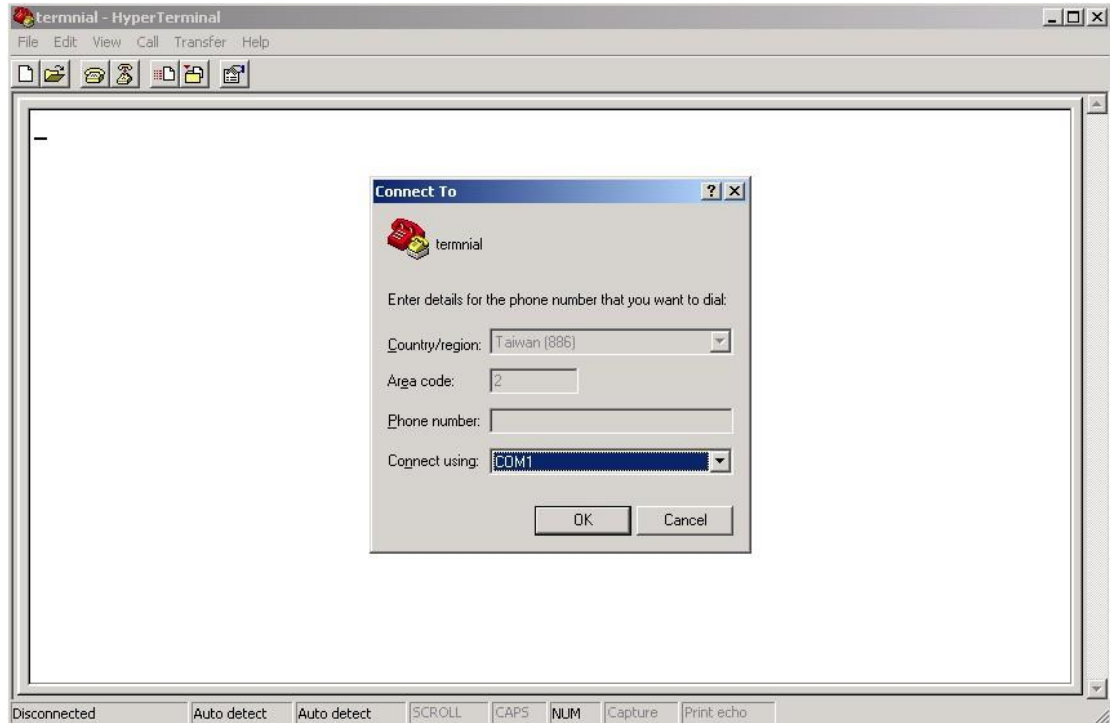 termnial - HyperTerminal
File Edit View Call Transfer Help
Connect To
termnial
Enter details for the phone number that you want to dial:
Country/region: Taiwan (886)
Area code: 2
Phone number:
Connect using: COM1
OK Cancel
Disconnected Auto detect Auto detect SCROLL CAPS NUM Capture Print echo